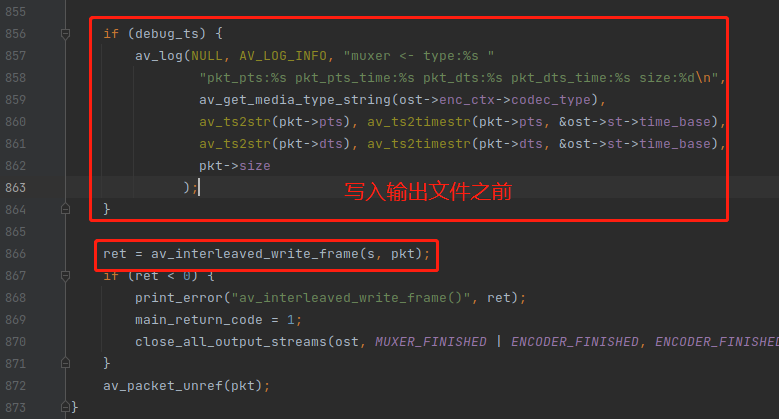 855
856 if (debug_ts) {
857 av_log(NULL, AV_LOG_INFO, "muxer <- type:%s "
858 "pkt_pts:%s pkt_pts_time:%s pkt_dts:%s pkt_dts_time:%s size:%d\n",
859 av_get_media_type_string(ost->enc_ctx->codec_type),
860 av_ts2str(pkt->pts), av_ts2timestr(pkt->pts, &ost->st->time_base),
861 av_ts2str(pkt->dts), av_ts2timestr(pkt->dts, &ost->st->time_base),
862 pkt->size
863 ); 写入输出文件之前
864 }
865
866 ret = av_interleaved_write_frame(s, pkt);
867 if (ret < 0) {
868 print_error("av_interleaved_write_frame()", ret);
869 main_return_code = 1;
870 close_all_output_streams(ost, MUXER_FINISHED | ENCODER_FINISHED, ENCODER_FINISHED
871 }
872 av_packet_unref(pkt);
873 }